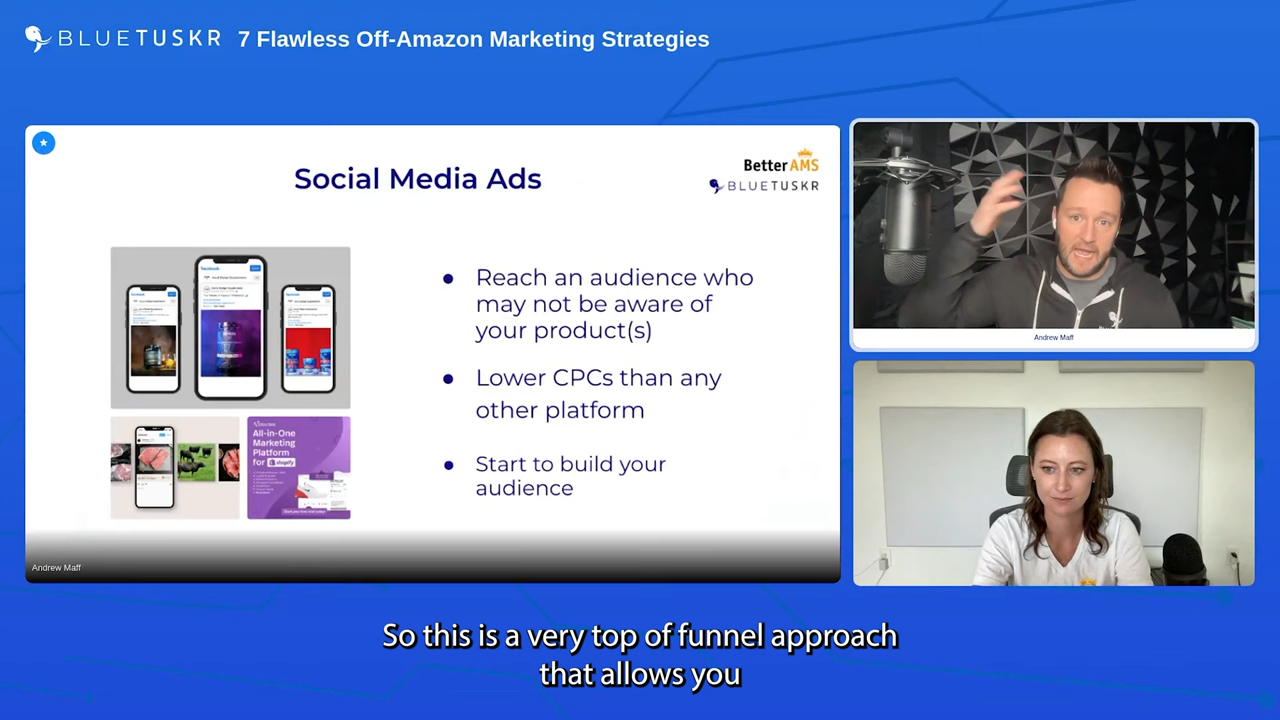 BLUETUSKR 7 Flawless Off-Amazon Marketing Strategies
Social Media Ads
BetterAMS
BLUETUSKR
● Reach an audience who
may not be aware of
your product(s)
● Lower CPCs than any
other platform
● Start to build your
audience
facebook
All-in-One
Marketing
Platform
for shopify
Andrew Maff
Andrew Maff
So this is a very top of funnel approach
that allows you